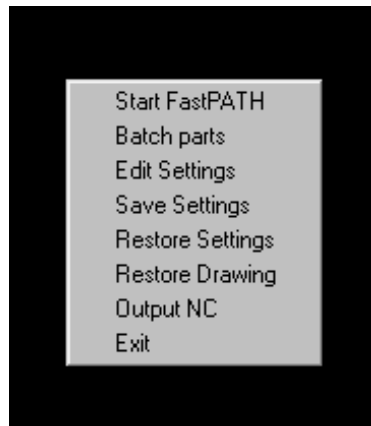 Start FastPATH
Batch parts
Edit Settings
Save Settings
Restore Settings
Restore Drawing
Output NC
Exit